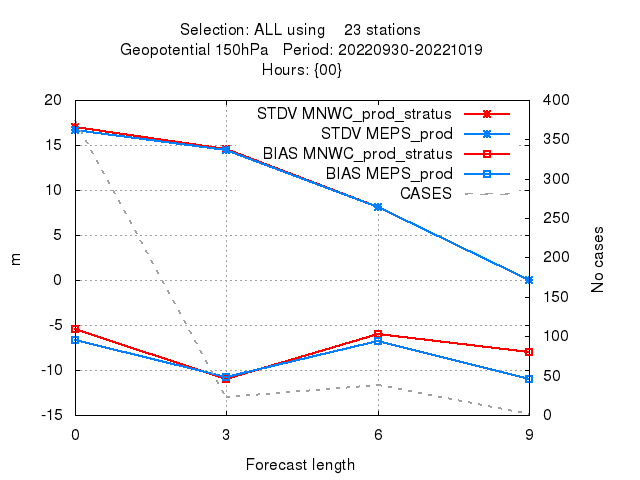 Selection: ALL using    23 stations
Geopotential 150hPa   Period: 20220930-20221019
Hours: {00}
20
15
10
5
0
-5
-10
-15
m
400
350
300
250
200
150
100
50
0
No cases
STDV MNWC_prod_stratus
STDV MEPS_prod
BIAS MNWC_prod_stratus
BIAS MEPS_prod
CASES
0 3 6 9
Forecast length